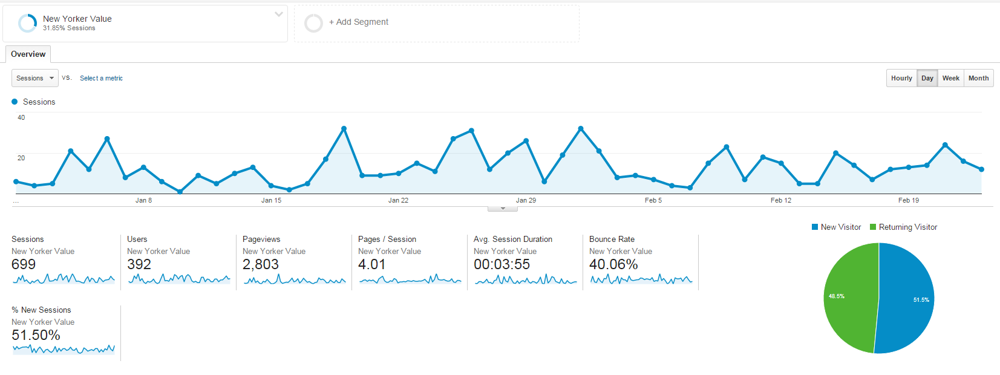 New Yorker Value
31.85% Sessions
+ Add Segment
Overview
Sessions
vs.
Select a metric
Hourly
Day
Week
Month
Sessions
40
20
...
Jan 8
Jan 15
Jan 22
Jan 29
Feb 5
Feb 12
Feb 19
Sessions
New Yorker Value
699
Users
New Yorker Value
392
Pageviews
New Yorker Value
2,803
Pages / Session
New Yorker Value
4.01
Avg. Session Duration
New Yorker Value
00:03:55
Bounce Rate
New Yorker Value
40.06%
% New Sessions
New Yorker Value
51.50%
New Visitor
Returning Visitor
48.5%
51.5%